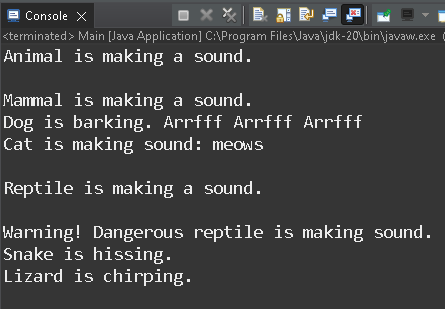 Console
<terminated> Main [Java Application] C:\Program Files\Java\jdk-20\bin\javaw.exe
Animal is making a sound.
Mammal is making a sound.
Dog is barking. Arrfff Arrfff Arrfff
Cat is making sound: meows
Reptile is making a sound.
Warning! Dangerous reptile is making sound.
Snake is hissing.
Lizard is chirping.